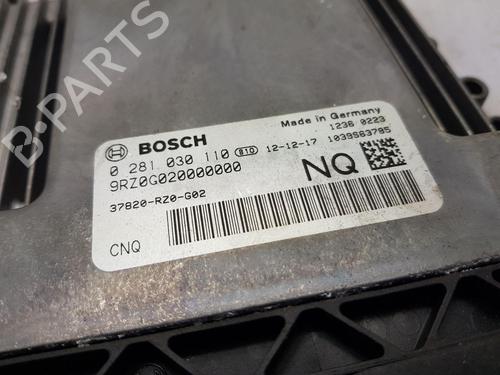 BOSCH
Made in Germany
1236 0223
0 281 030 110 B10 12-12-17 1039S63785
9RZ0G020000000
NQ
37820-RZ0-G02
CNQ
B-PARTS